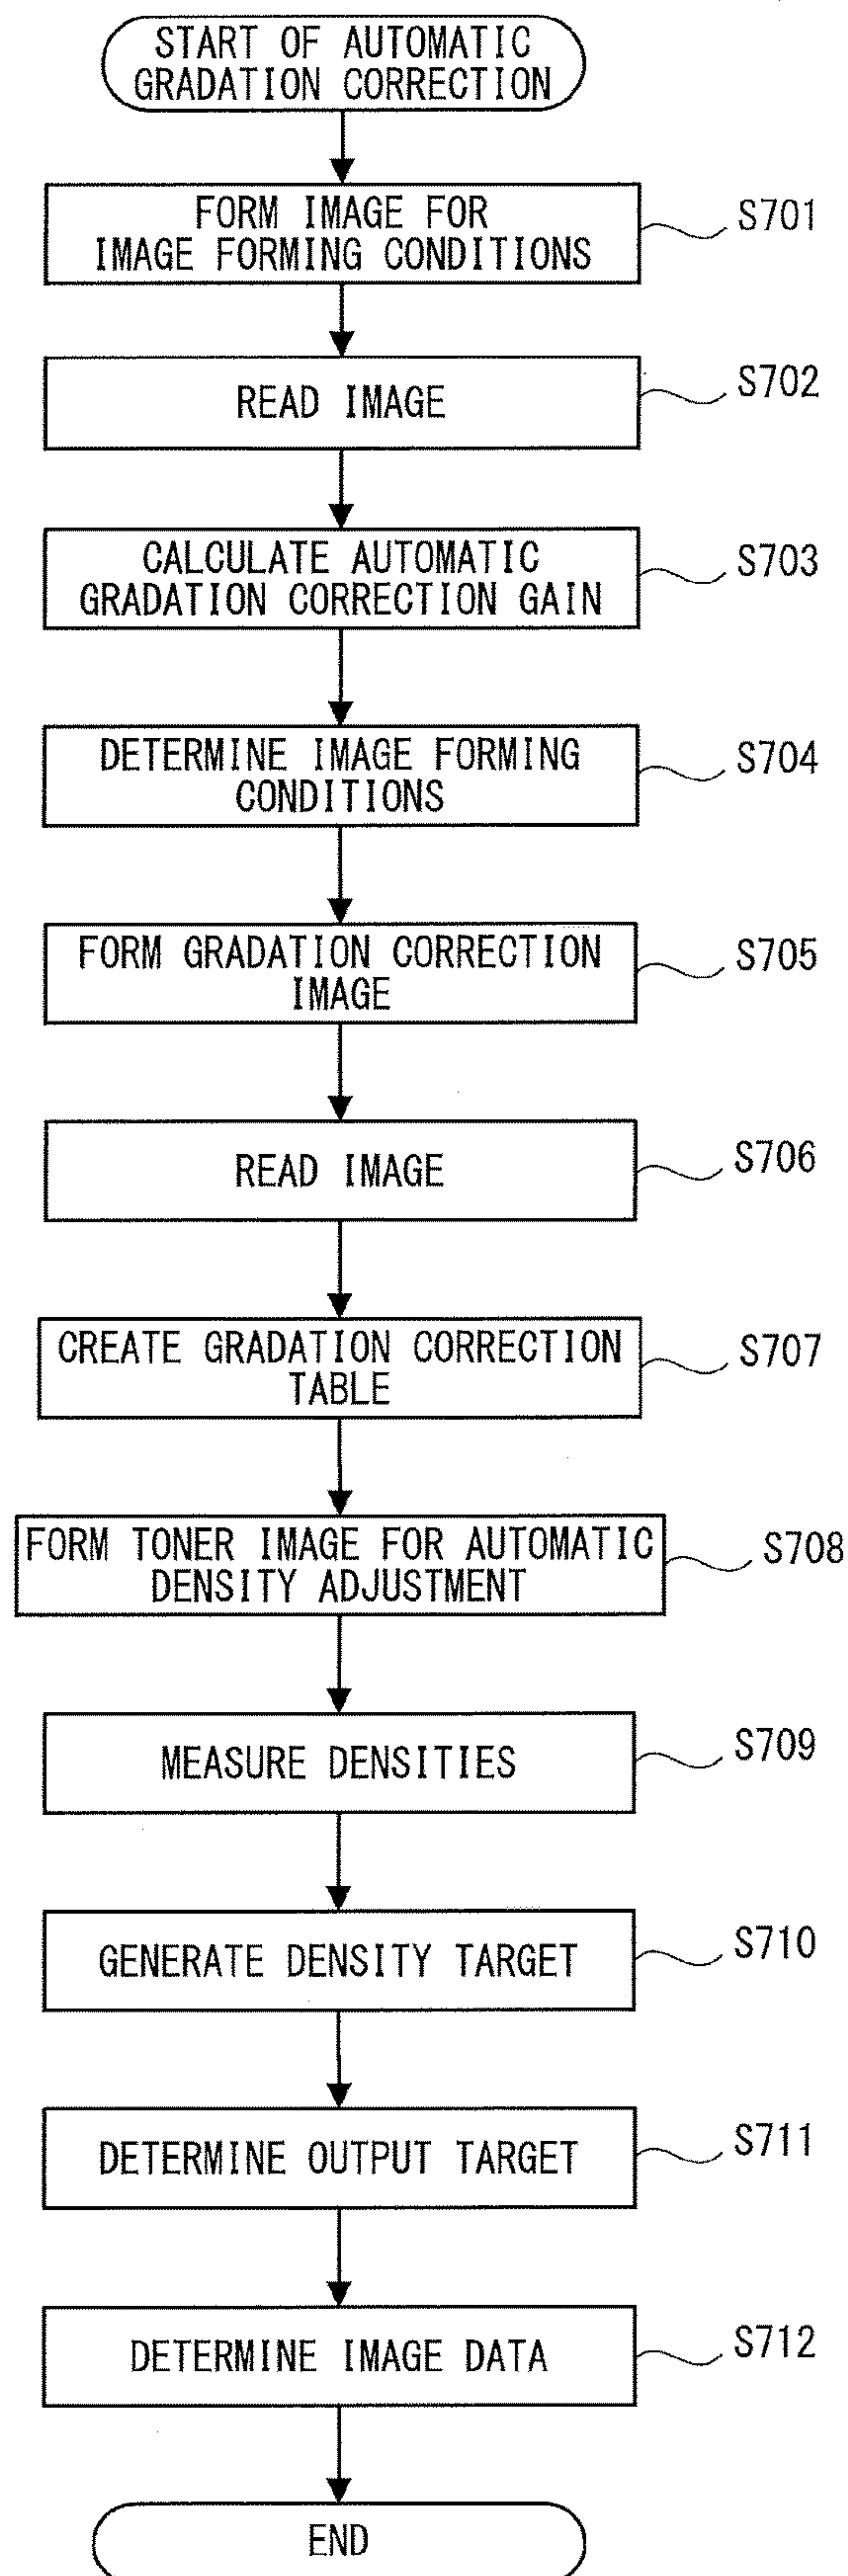 START OF AUTOMATIC
GRADATION CORRECTION
FORM IMAGE FOR
IMAGE FORMING CONDITIONS
S701
READ IMAGE
S702
CALCULATE AUTOMATIC
GRADATION CORRECTION GAIN
S703
DETERMINE IMAGE FORMING
CONDITIONS
S704
FORM GRADATION CORRECTION
IMAGE
S705
READ IMAGE
S706
CREATE GRADATION CORRECTION
TABLE
S707
FORM TONER IMAGE FOR AUTOMATIC
DENSITY ADJUSTMENT
S708
MEASURE DENSITIES
S709
GENERATE DENSITY TARGET
S710
DETERMINE OUTPUT TARGET
S711
DETERMINE IMAGE DATA
S712
END